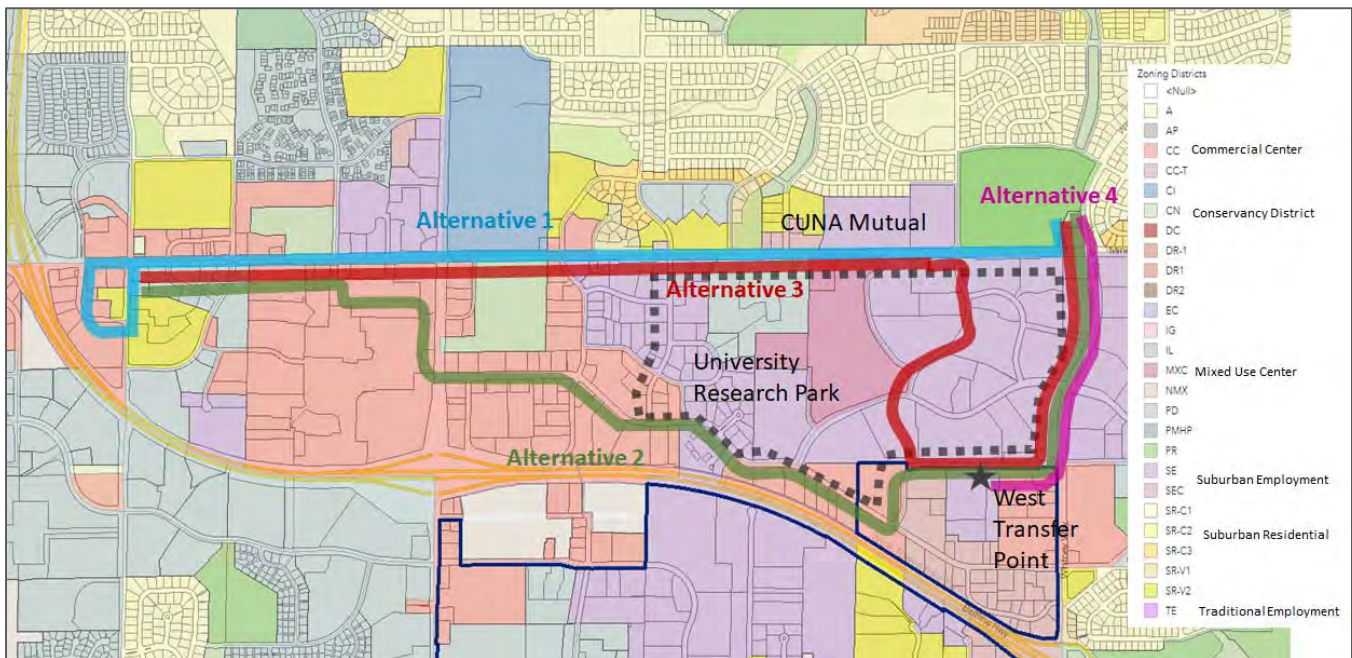 Alternative 1
CUNA Mutual
Alternative 4
Alternative 3
University
Research Park
Alternative 2
West
Transfer
Point
Zoning Districts
<Null>
A
AP
CC Commercial Center
CC-T
CI
CN Conservancy District
DC
DR-1
DR1
DR2
EC
IG
IL
MXC Mixed Use Center
NMX
PD
PMHP
PR
SE Suburban Employment
SEC
SR-C1
SR-C2 Suburban Residential
SR-C3
SR-V1
SR-V2
TE Traditional Employment